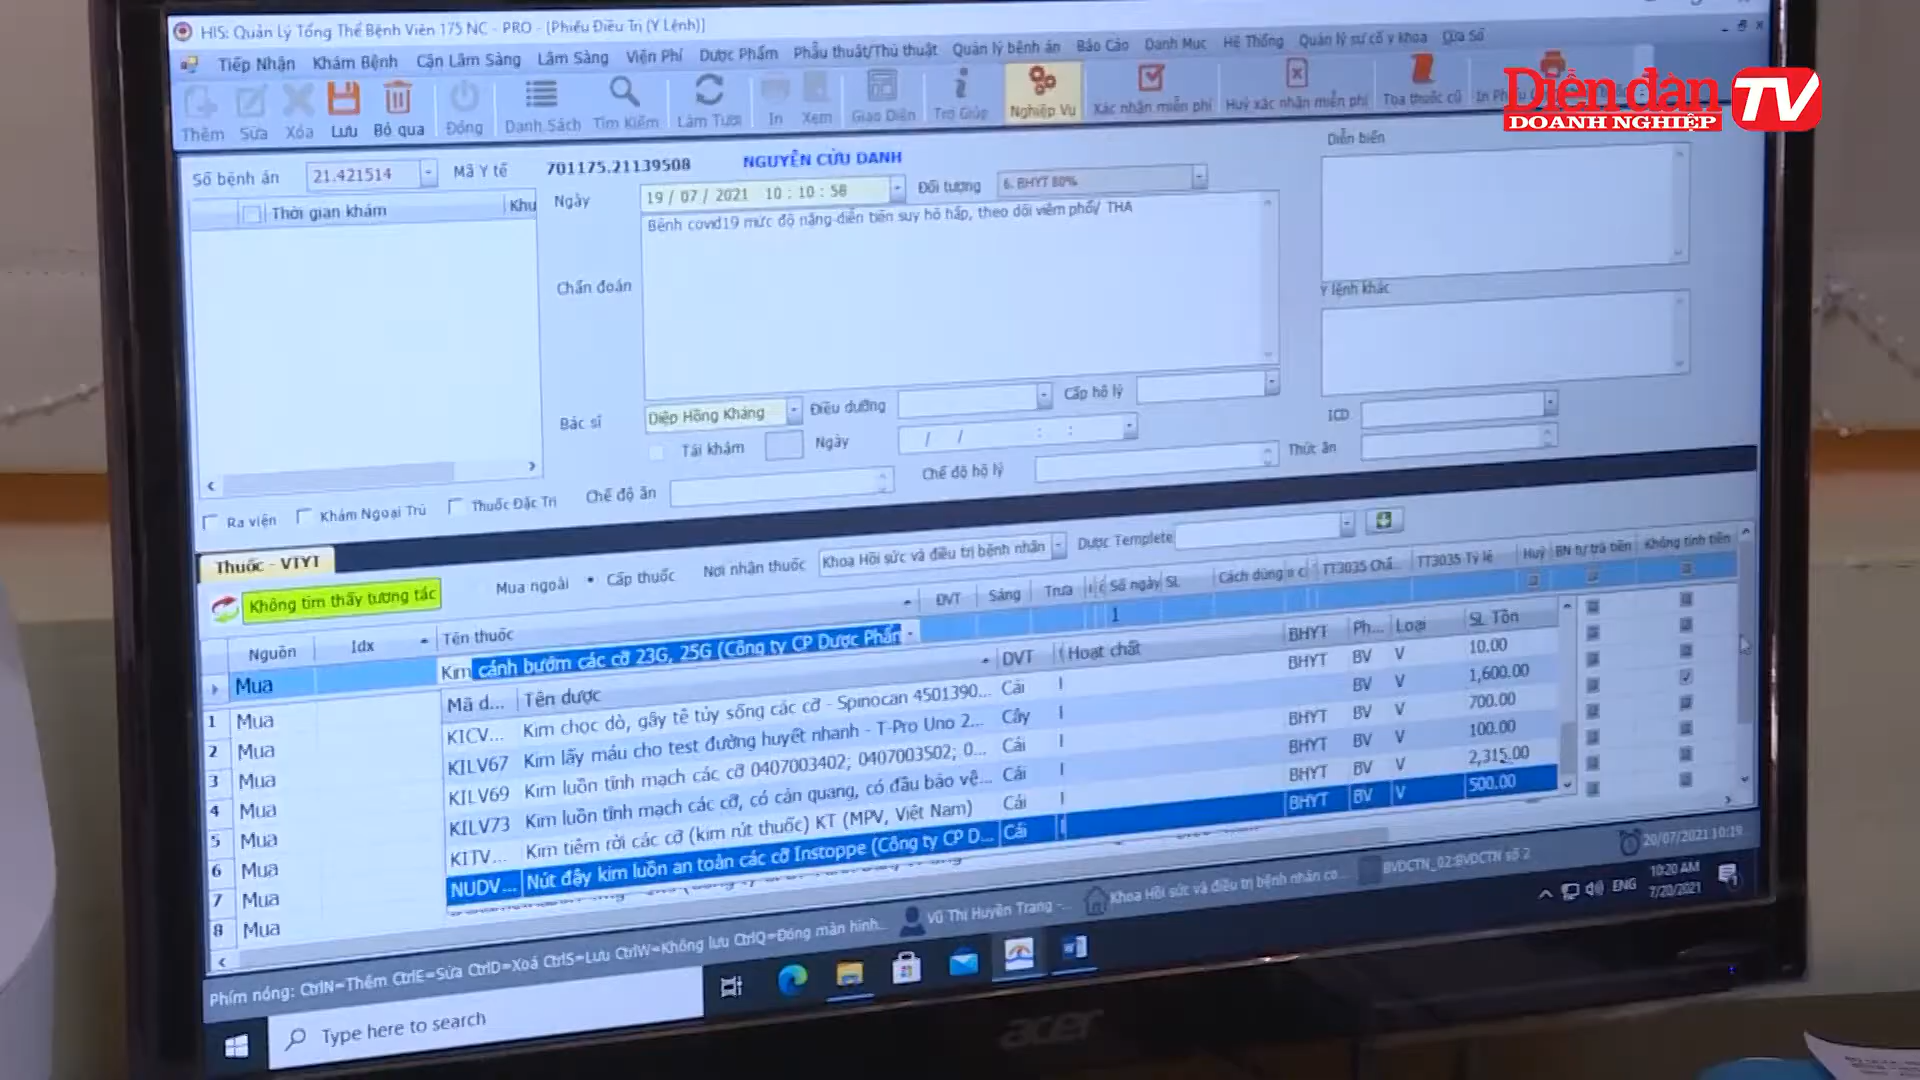 HIS: Quản Lý Tổng Thể Bệnh Viện 175 NC - PRO - [Phiếu Điều Trị (Y Lệnh)]
Tiếp Nhận Khám Bệnh Cận Lâm Sàng Lâm Sàng Viện Phí Dược Phẩm Phẫu thuật/Thủ thuật Quản lý bệnh án Báo Cáo Danh Mục Hệ Thống Quản lý sự cố y khoa Cửa Sổ
Thêm Sửa Xóa Lưu Bỏ qua Đóng Danh Sách Tìm Kiếm Làm Tươi In Xem Giao Diện Trợ Giúp Nghiệp Vụ Xác nhận miễn phí Huỷ xác nhận miễn phí Toa thuốc cũ In
Diễn đàn TV
DOANH NGHIỆP
Số bệnh án 21.421514 Mã Y tế 701175.21139508 NGUYỄN CỬU DANH
Diễn biến
Thời gian khám Khu
Ngày 19 / 07 / 2021 10 : 10 : 58 Đối tượng 6. BHYT 80%
Bệnh covid19 mức độ nặng-diễn tiến suy hô hấp, theo dõi viêm phổi/ THA
Chẩn đoán
Y lệnh khác
Bác sĩ Diệp Hồng Kháng Điều dưỡng Cấp hộ lý
ICD
Tái khám Ngày / / : :
Thức ăn
Chế độ ăn Chế độ hộ lý
Ra viện Khám Ngoại Trú Thuốc Đặc Trị
Thuốc - VTYT
Không tìm thấy tương tác Mua ngoài Cấp thuốc Nơi nhận thuốc Khoa Hồi sức và điều trị bệnh nhân Dược Templete
Nguồn Idx Tên thuốc ĐVT Sáng Trưa Số ngày SL Cách dùng TT3035 Chấ... TT3035 Tỷ lệ Huỷ BN tự trả tiền Không tính tiền
Mua Kim cánh bướm các cỡ 23G, 25G (Công ty CP Dược Phẩn 1
Mã d... Tên dược DVT Hoạt chất BHYT Ph... Loại SL Tồn
KICV... Kim chọc dò, gây tê tủy sống các cỡ - Spinocan 4501390... Cái BHYT BV V 10.00
KILV67 Kim lấy máu cho test đường huyết nhanh - T-Pro Uno 2... Cây BV V 1,600.00
KILV69 Kim luồn tĩnh mạch các cỡ 0407003402; 0407003502; 0... Cái BHYT BV V 700.00
KILV73 Kim luồn tĩnh mạch các cỡ, có cản quang, có đầu bảo vệ... Cái BHYT BV V 100.00
KITV... Kim tiêm rời các cỡ (kim rút thuốc) KT (MPV, Việt Nam) Cái BHYT BV V 2,315.00
NUDV... Nút đậy kim luồn an toàn các cỡ Instoppe (Công ty CP D... Cái BHYT BV V 500.00
1 Mua
2 Mua
3 Mua
4 Mua
5 Mua
6 Mua
7 Mua
8 Mua
Phím nóng: CtrlN=Thêm CtrlE=Sửa CtrlD=Xoá CtrlS=Lưu CtrlW=Không lưu CtrlQ=Đóng màn hình... Vũ Thị Huyền Trang -... Khoa Hồi sức và điều trị bệnh nhân co... BVDCTN_02:BVDCTN số 2 20/07/2021 10:19...
Type here to search
ENG 10:20 AM
7/20/2021
acer